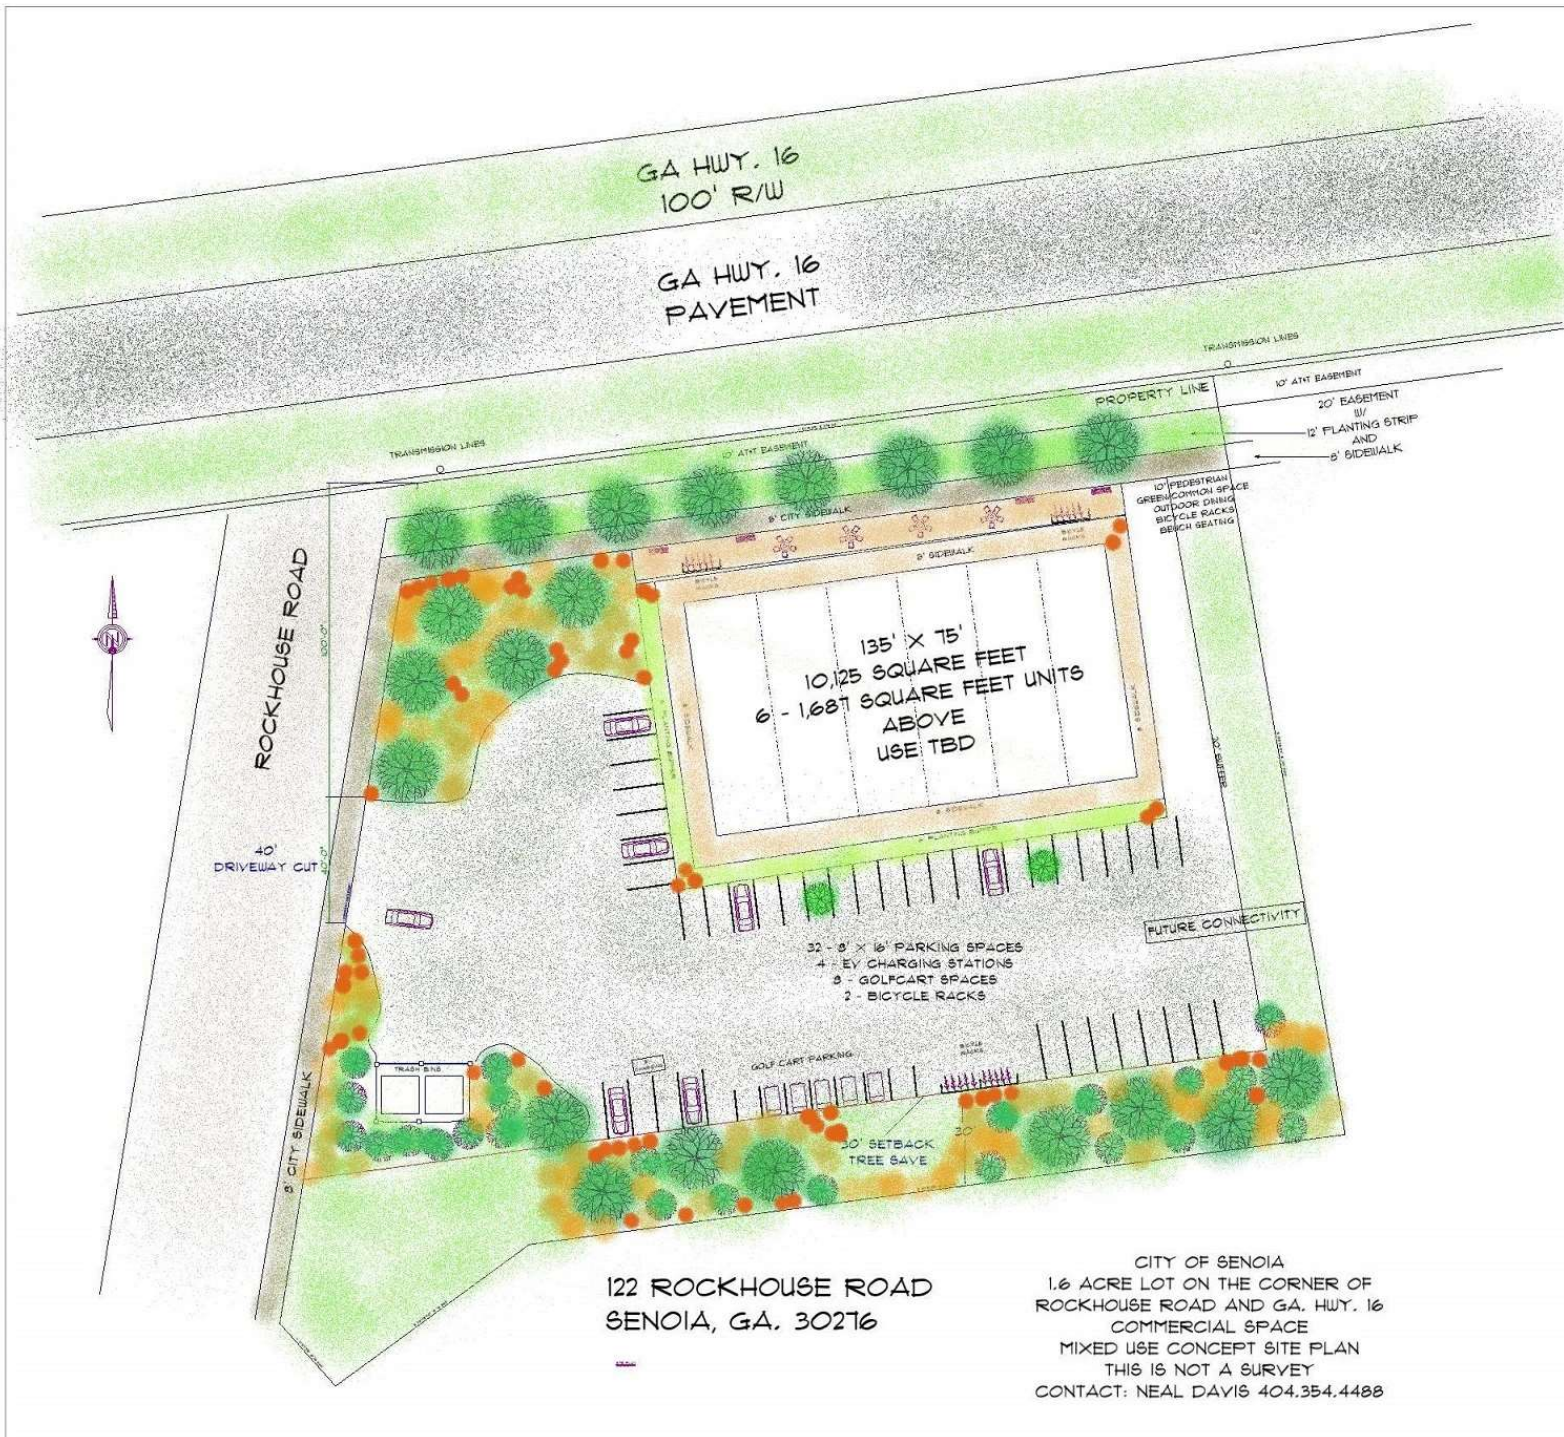 GA HWY. 16
100' R/W
GA HWY. 16
PAVEMENT
TRANSMISSION LINES
TRANSMISSION LINES
10' AT&T EASEMENT
PROPERTY LINE
20' EASEMENT
W/
12' PLANTING STRIP
AND
8' SIDEWALK
10' AT&T EASEMENT
10' PEDESTRIAN
GREEN/COMMON SPACE
OUTDOOR DINING
BICYCLE RACKS
BENCH SEATING
8' CITY SIDEWALK
8' SIDEWALK
ROCKHOUSE ROAD
100'-0"
135' X 75'
10,125 SQUARE FEET
6 - 1,687 SQUARE FEET UNITS
ABOVE
USE TBD
40'
DRIVEWAY CUT
FUTURE CONNECTIVITY
32 - 8' X 16' PARKING SPACES
4 - EV CHARGING STATIONS
8 - GOLFCART SPACES
2 - BICYCLE RACKS
GOLF CART PARKING
TRASH BINS
8' CITY SIDEWALK
30' SETBACK
TREE SAVE
30'
122 ROCKHOUSE ROAD
SENOIA, GA. 30276
CITY OF SENOIA
1.6 ACRE LOT ON THE CORNER OF
ROCKHOUSE ROAD AND GA. HWY. 16
COMMERCIAL SPACE
MIXED USE CONCEPT SITE PLAN
THIS IS NOT A SURVEY
CONTACT: NEAL DAVIS 404.354.4488